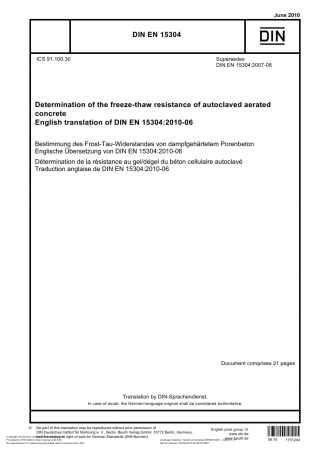 June 2010
DIN EN 15304
DIN
ICS 91.100.30
Supersedes
DIN EN 15304:2007-08
Determination of the freeze-thaw resistance of autoclaved aerated
concrete
English translation of DIN EN 15304:2010-06
Bestimmung des Frost-Tau-Widerstandes von dampfgehärtetem Porenbeton
Englische Übersetzung von DIN EN 15304:2010-06
Détermination de la résistance au gel/dégel du béton cellulaire autoclavé
Traduction anglaise de DIN EN 15304:2010-06
Document comprises 21 pages
Translation by DIN-Sprachendienst.
In case of doubt, the German-language original shall be considered authoritative.
© No part of this translation may be reproduced without prior permission of
DIN Deutsches Institut für Normung e. V., Berlin. Beuth Verlag GmbH, 10772 Berlin, Germany,
right of sale for German Standards (DIN-Normen).
English price group 12
www.din.de
www.beuth.de